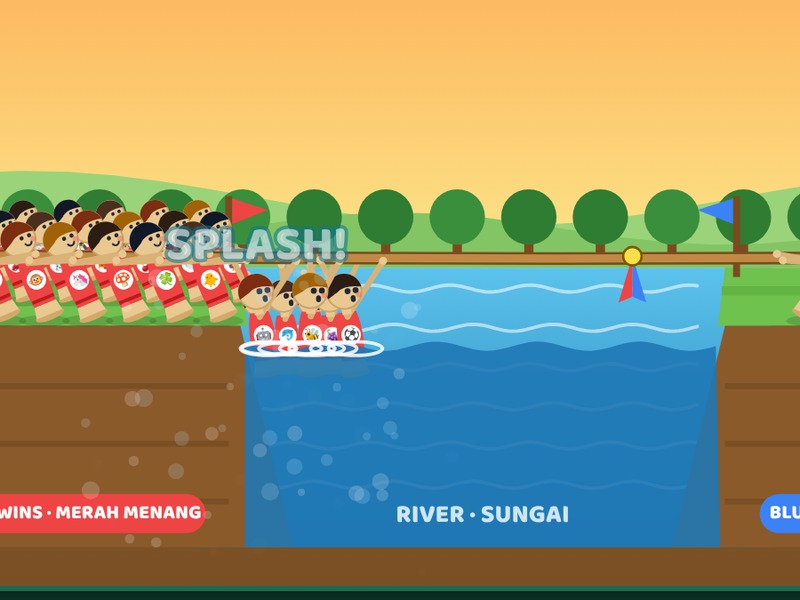 SPLASH!
WINS · MERAH MENANG
RIVER · SUNGAI
BLU